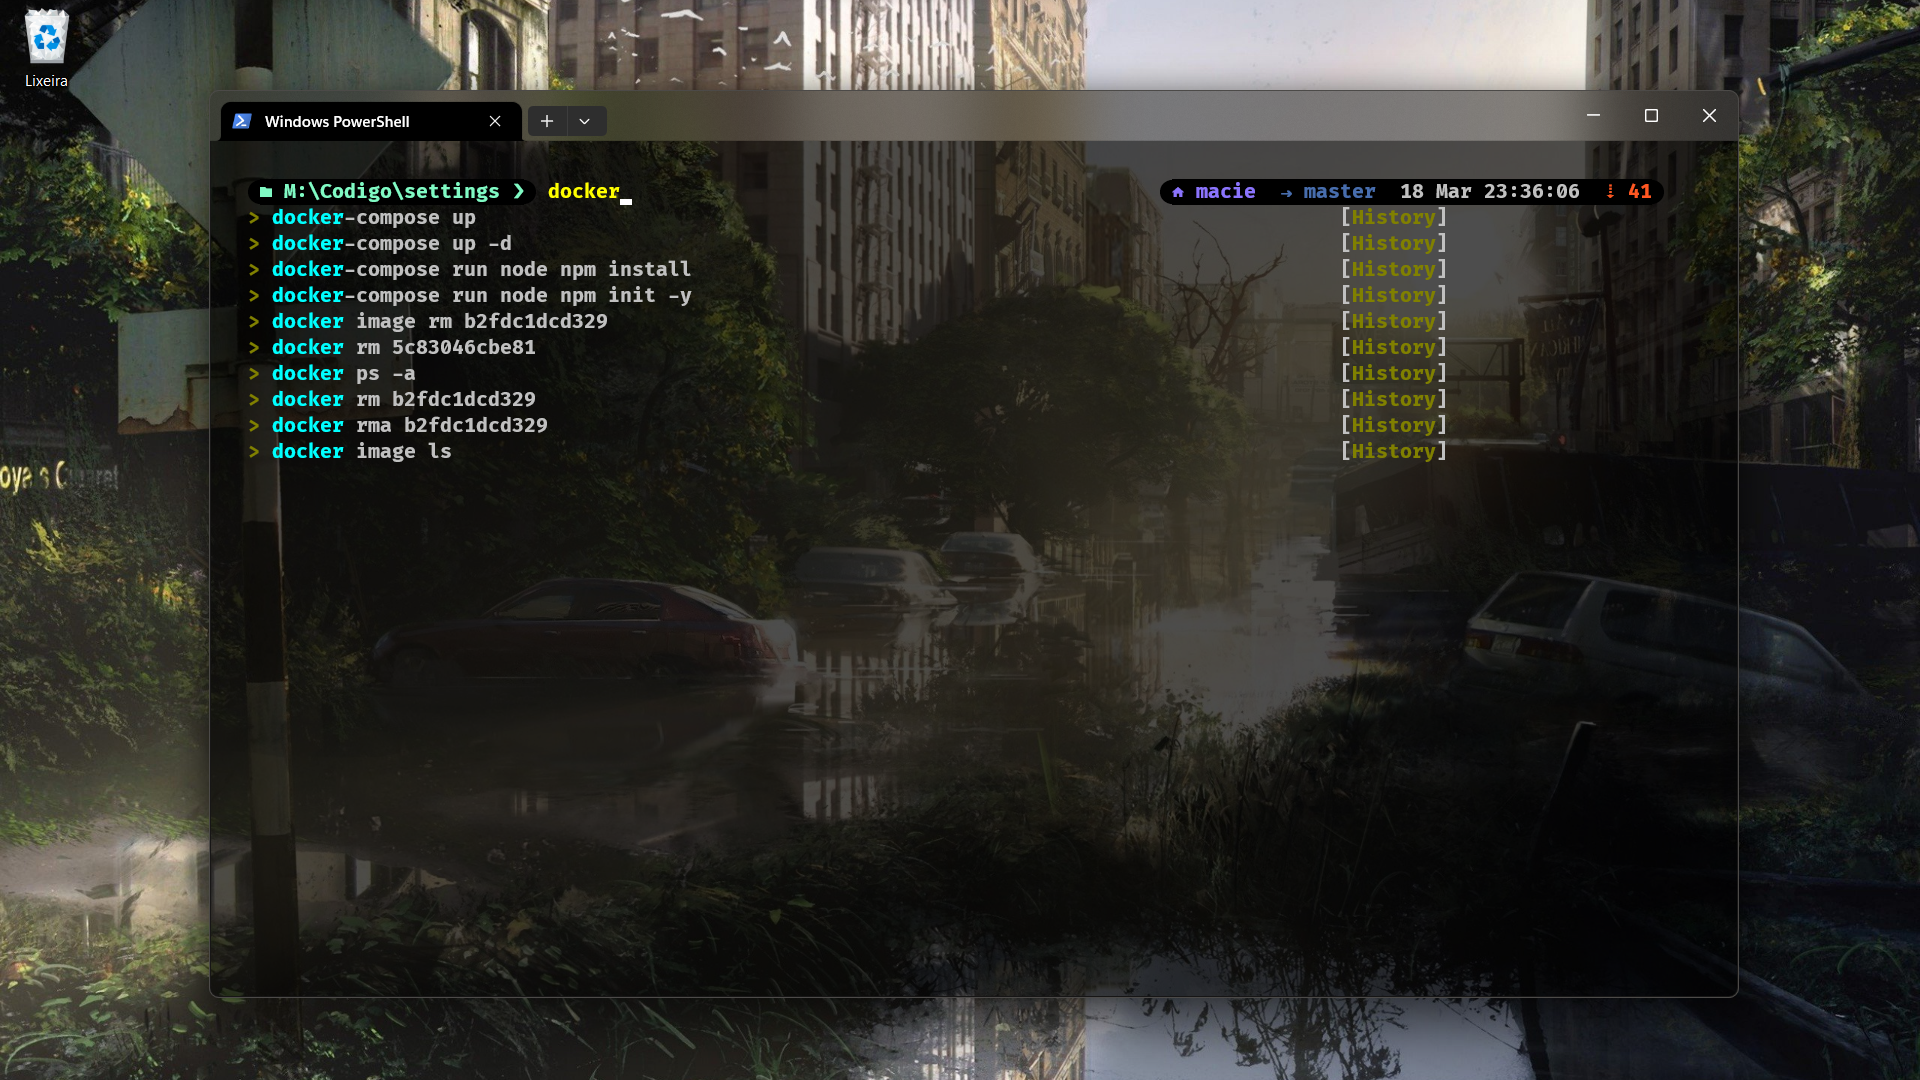 Lixeira
Windows PowerShell
M:\Codigo\settings ❯ docker_ macie → master 18 Mar 23:36:06 41
> docker-compose up [History]
> docker-compose up -d [History]
> docker-compose run node npm install [History]
> docker-compose run node npm init -y [History]
> docker image rm b2fdc1dcd329 [History]
> docker rm 5c83046cbe81 [History]
> docker ps -a [History]
> docker rm b2fdc1dcd329 [History]
> docker rma b2fdc1dcd329 [History]
> docker image ls [History]